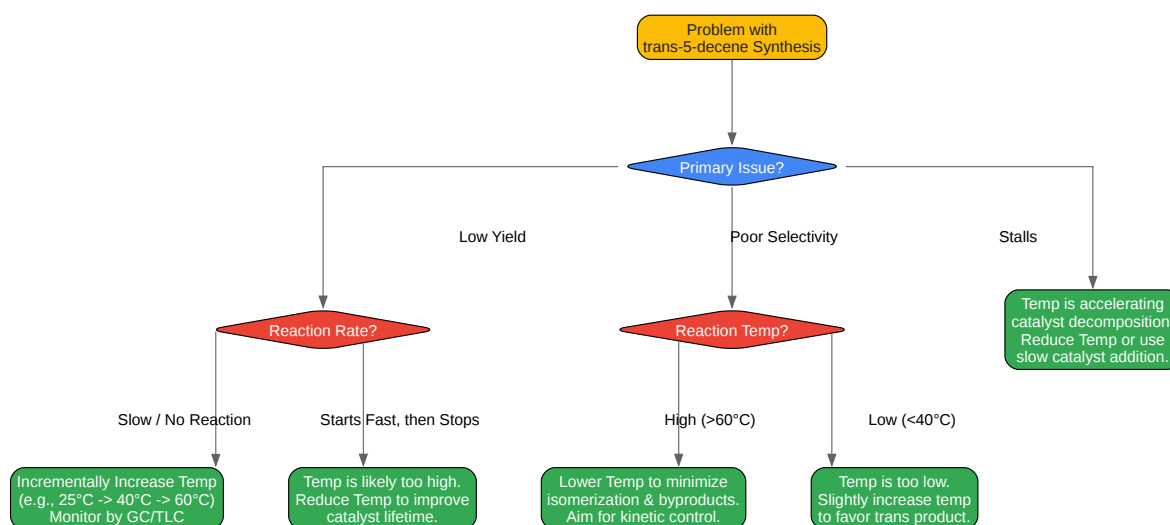 Problem with
trans-5-decene Synthesis
Primary Issue?
Low Yield
Poor Selectivity
Stalls
Reaction Rate?
Reaction Temp?
Temp is accelerating
catalyst decomposition.
Reduce Temp or use
slow catalyst addition.
Slow / No Reaction
Starts Fast, then Stops
High (>60°C)
Low (<40°C)
Incrementally Increase Temp
(e.g., 25°C -> 40°C -> 60°C)
Monitor by GC/TLC
Temp is likely too high.
Reduce Temp to improve
catalyst lifetime.
Lower Temp to minimize
isomerization & byproducts.
Aim for kinetic control.
Temp is too low.
Slightly increase temp
to favor trans product.